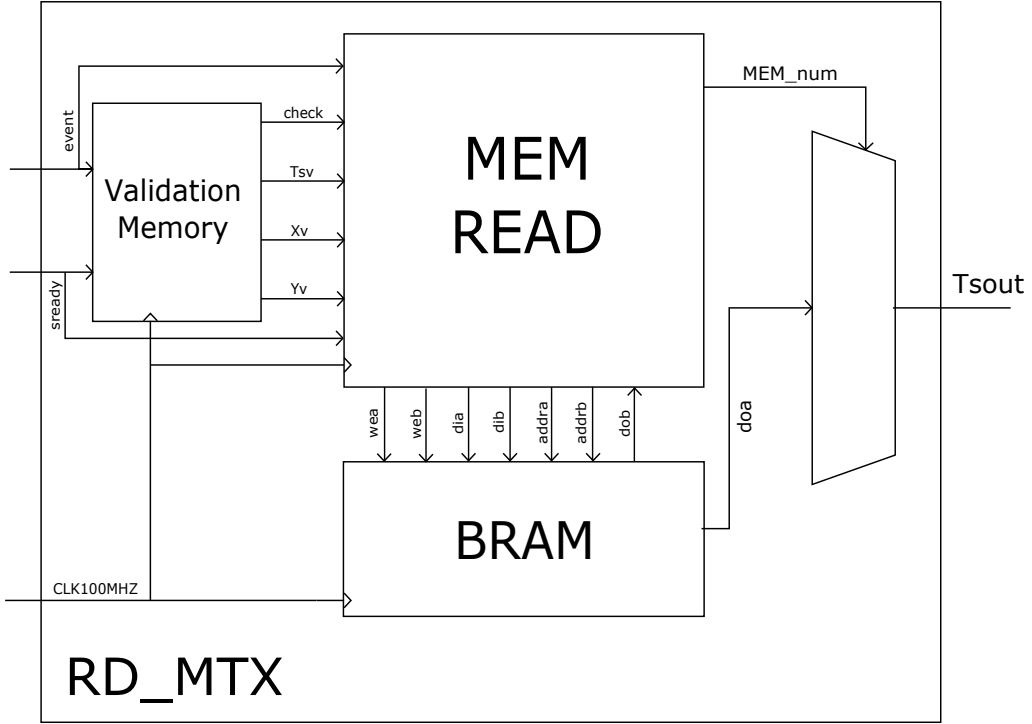 MEM_num
event
check
MEM
READ
Validation
Memory
Tsv
Xv
Yv
sready
Tsout
wea
web
dia
dib
addra
addrb
dob
doa
BRAM
CLK100MHZ
RD_MTX